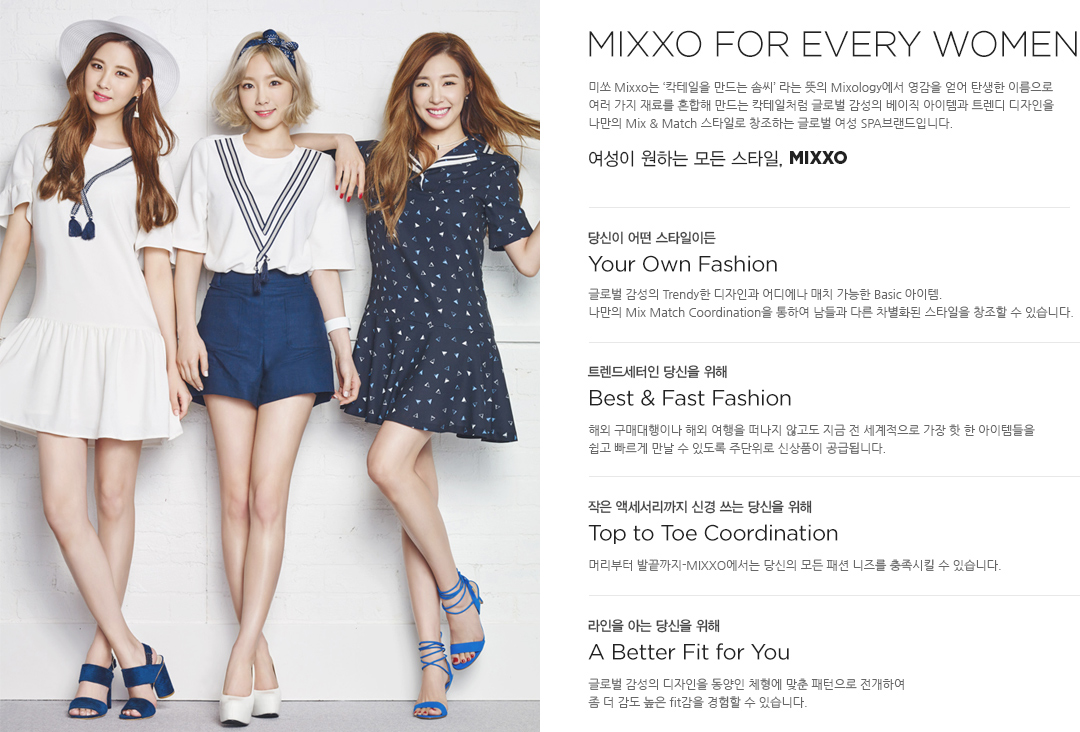 MIXXO FOR EVERY WOMEN
미쏘 Mixxo는 ‘칵테일을 만드는 솜씨’ 라는 뜻의 Mixology에서 영감을 얻어 탄생한 이름으로
여러 가지 재료를 혼합해 만드는 칵테일처럼 글로벌 감성의 베이직 아이템과 트렌디 디자인을
나만의 Mix & Match 스타일로 창조하는 글로벌 여성 SPA브랜드입니다.
여성이 원하는 모든 스타일, MIXXO
당신이 어떤 스타일이든
Your Own Fashion
글로벌 감성의 Trendy한 디자인과 어디에나 매치 가능한 Basic 아이템.
나만의 Mix Match Coordination을 통하여 남들과 다른 차별화된 스타일을 창조할 수 있습니다.
트렌드세터인 당신을 위해
Best & Fast Fashion
해외 구매대행이나 해외 여행을 떠나지 않고도 지금 전 세계적으로 가장 핫 한 아이템들을
쉽고 빠르게 만날 수 있도록 주단위로 신상품이 공급됩니다.
작은 액세서리까지 신경 쓰는 당신을 위해
Top to Toe Coordination
머리부터 발끝까지-MIXXO에서는 당신의 모든 패션 니즈를 충족시킬 수 있습니다.
라인을 아는 당신을 위해
A Better Fit for You
글로벌 감성의 디자인을 동양인 체형에 맞춘 패턴으로 전개하여
좀 더 감도 높은 fit감을 경험할 수 있습니다.